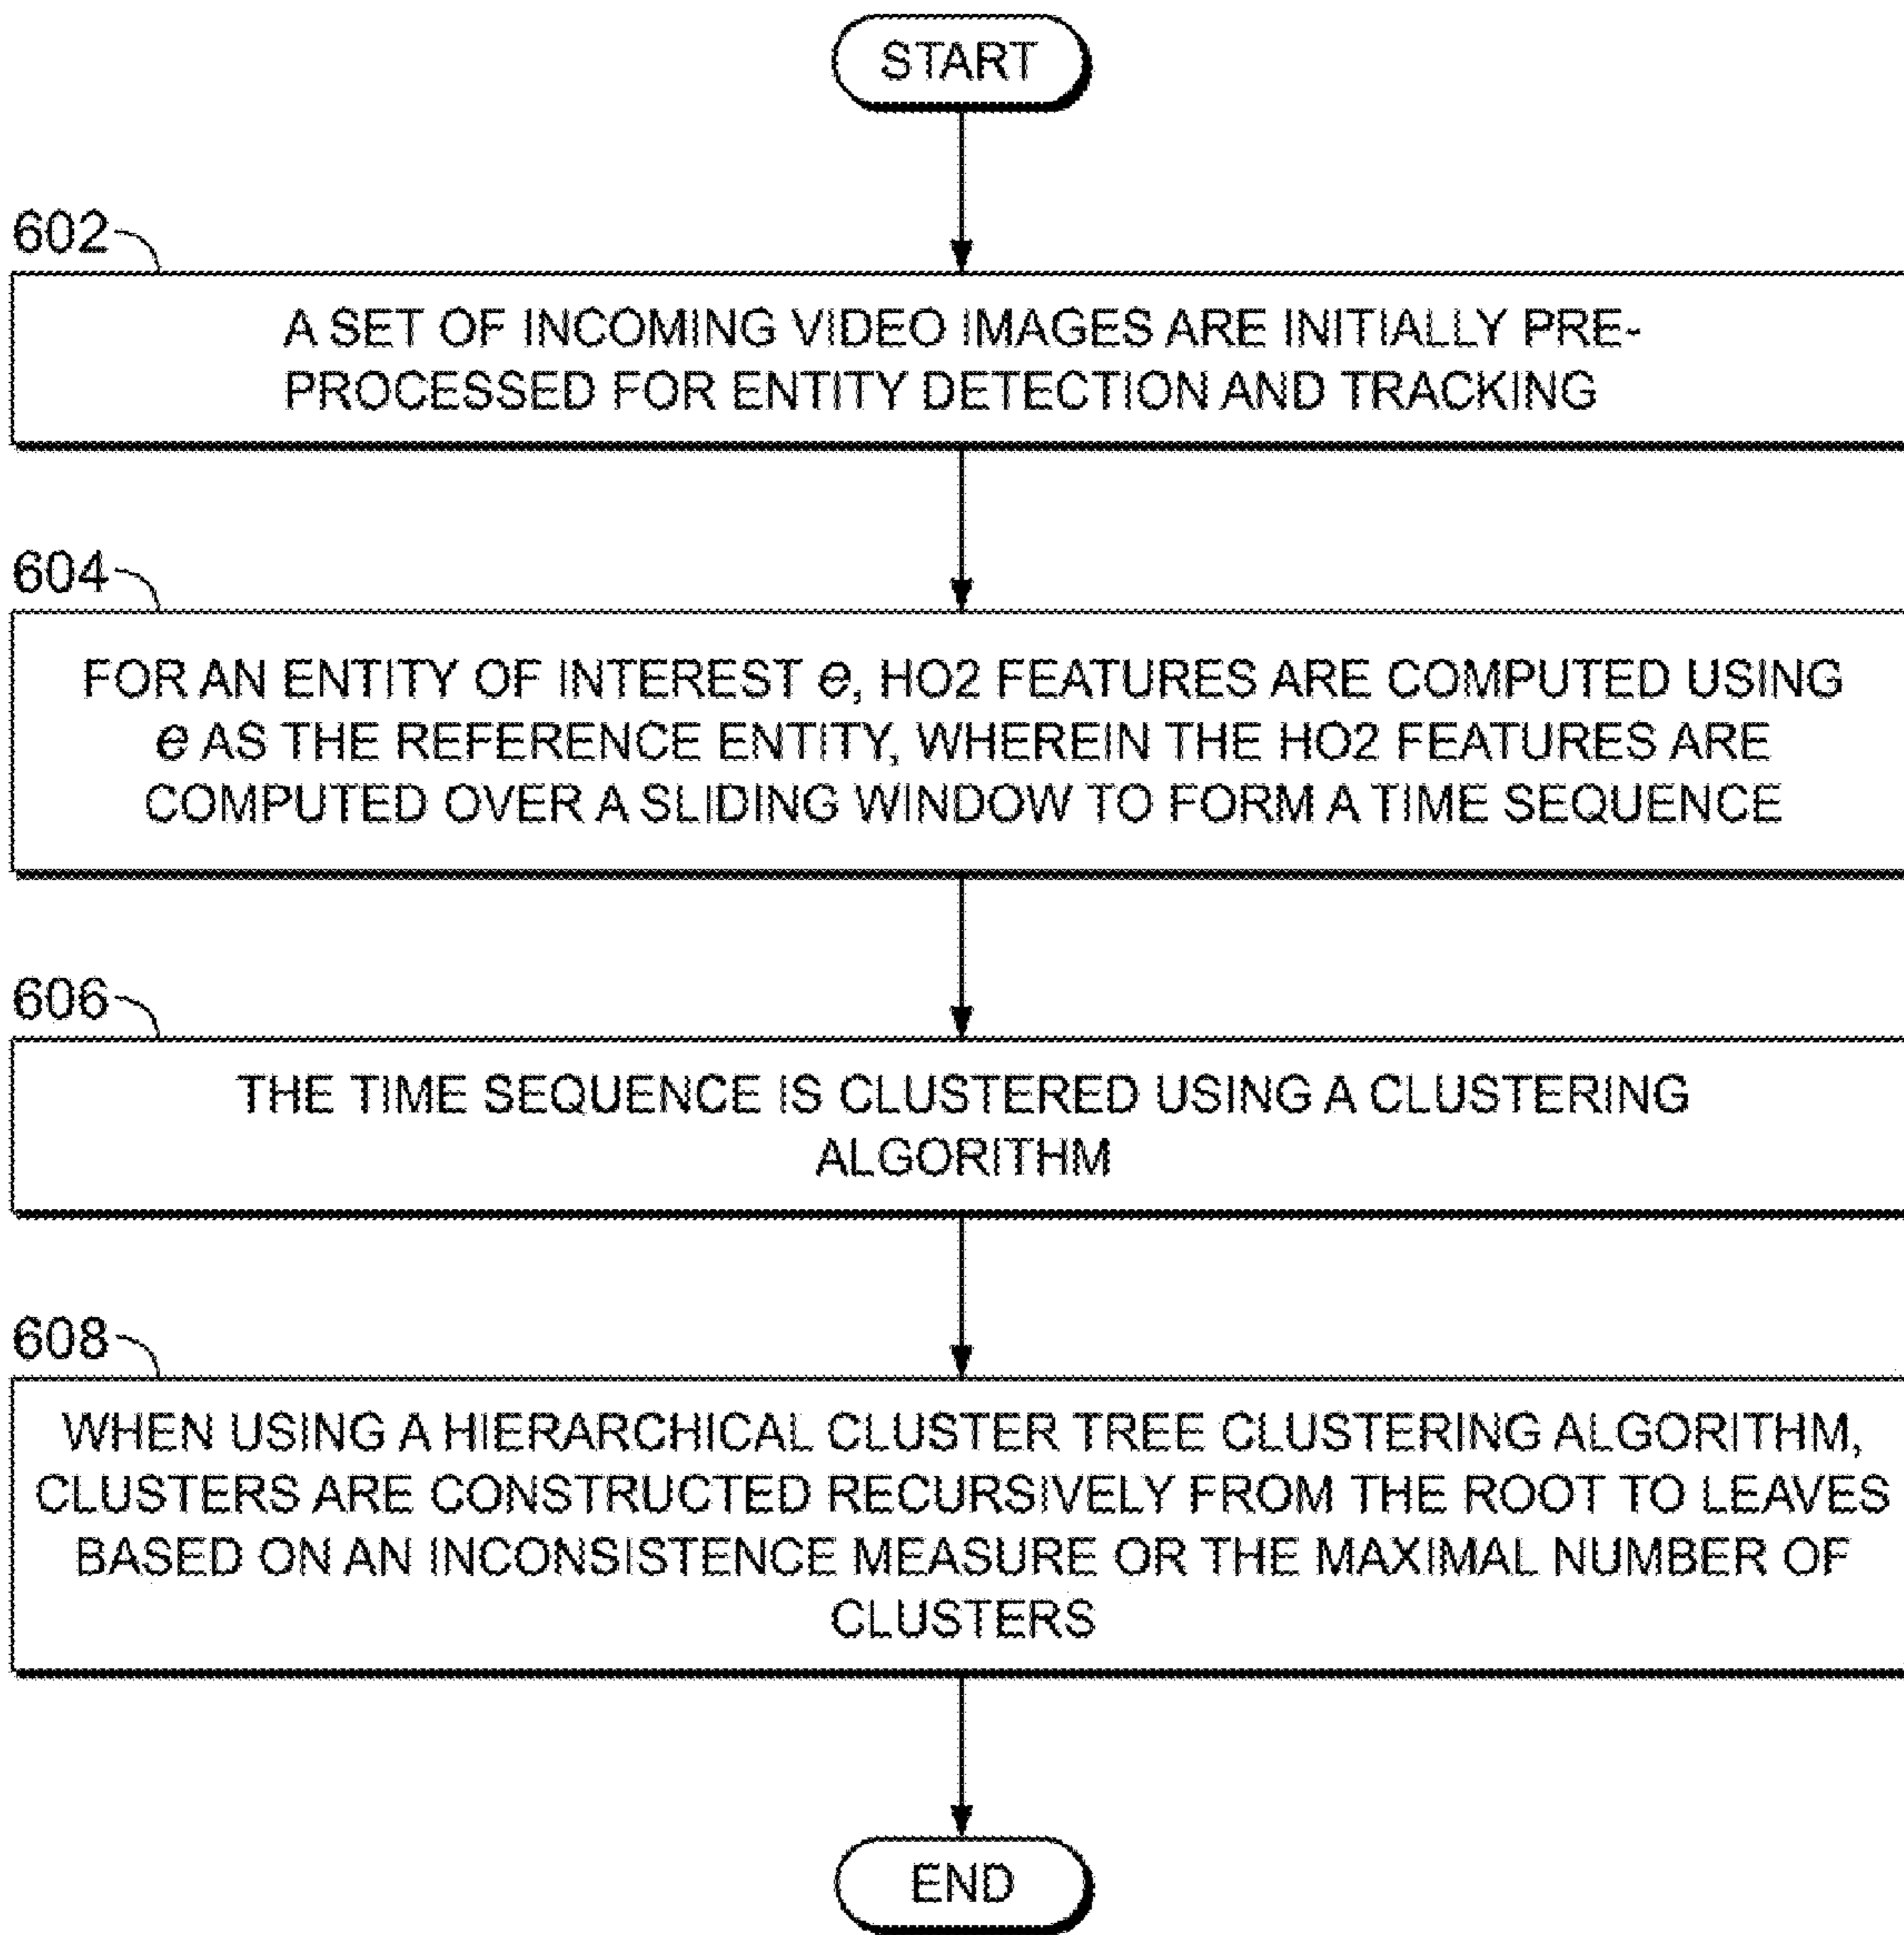 START
602
A SET OF INCOMING VIDEO IMAGES ARE INITIALLY PRE-
PROCESSED FOR ENTITY DETECTION AND TRACKING
604
FOR AN ENTITY OF INTEREST e, HO2 FEATURES ARE COMPUTED USING
e AS THE REFERENCE ENTITY, WHEREIN THE HO2 FEATURES ARE
COMPUTED OVER A SLIDING WINDOW TO FORM A TIME SEQUENCE
606
THE TIME SEQUENCE IS CLUSTERED USING A CLUSTERING
ALGORITHM
608
WHEN USING A HIERARCHICAL CLUSTER TREE CLUSTERING ALGORITHM,
CLUSTERS ARE CONSTRUCTED RECURSIVELY FROM THE ROOT TO LEAVES
BASED ON AN INCONSISTENCE MEASURE OR THE MAXIMAL NUMBER OF
CLUSTERS
END